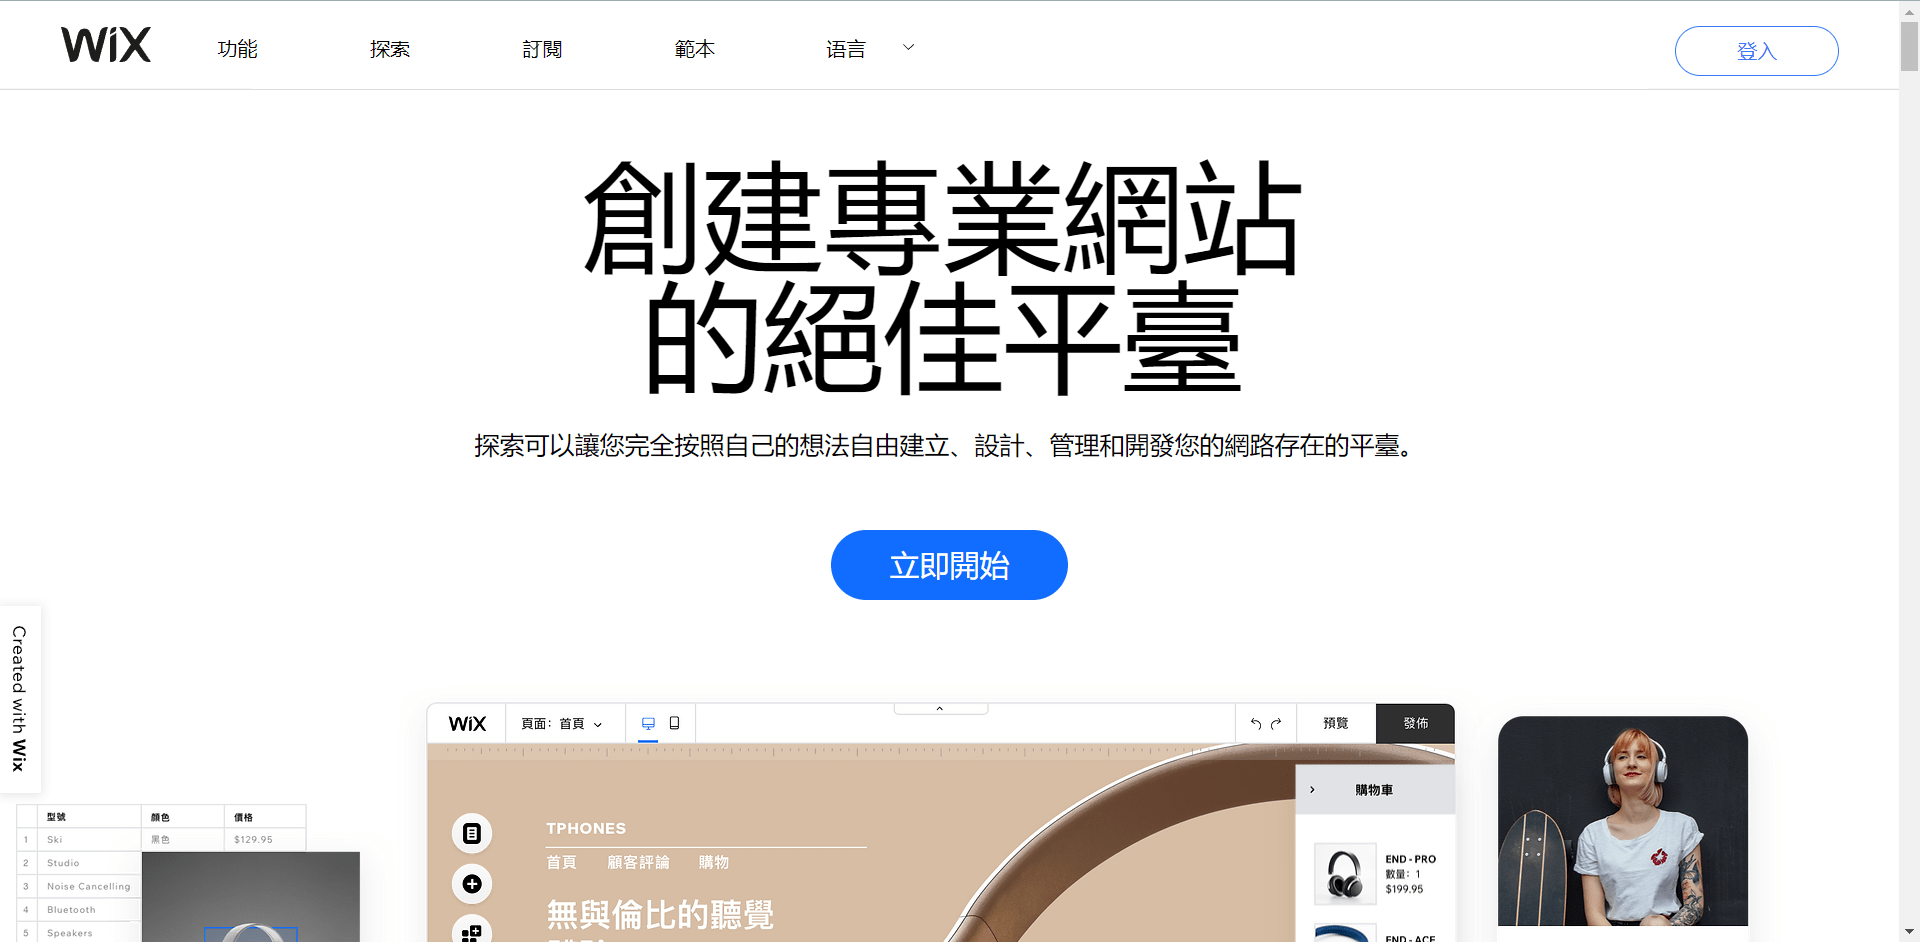 WiX
功能
探索
訂閱
範本
语言
登入
創建專業網站
的絕佳平臺
探索可以讓您完全按照自己的想法自由建立、設計、管理和開發您的網路存在的平臺。
立即開始
Created with Wix
WiX
頁面：首頁
預覽
發佈
購物車
TPHONES
首頁
顧客評論
購物
無與倫比的聽覺
END - PRO
數量：1
$199.95
END - ACE
型號 顏色 價格
1 Ski 黑色 $129.95
2 Studio
3 Noise Cancelling
4 Bluetooth
5 Speakers